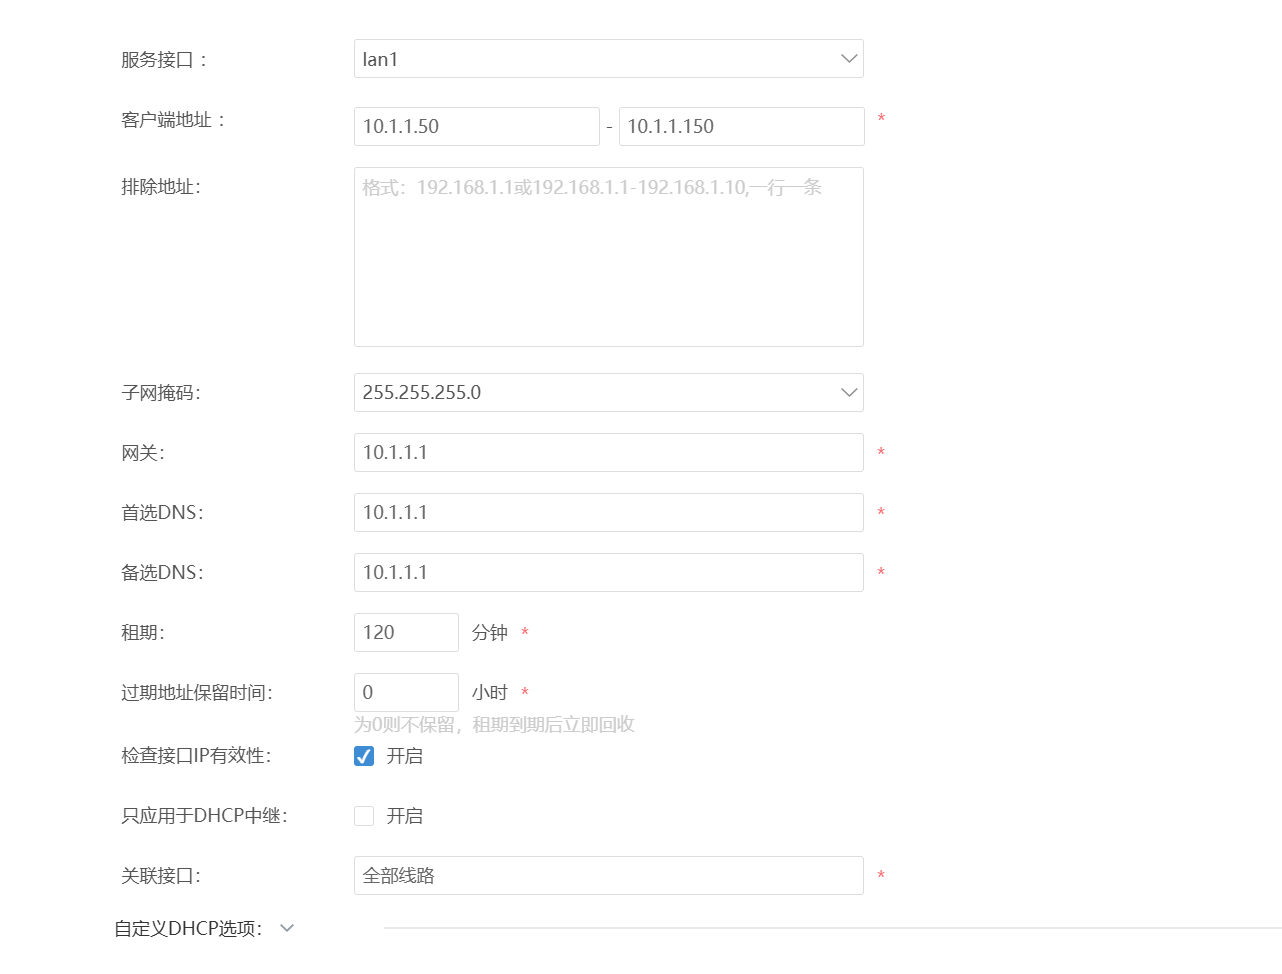 服务接口： lan1
客户端地址： 10.1.1.50 - 10.1.1.150 *
排除地址： 格式：192.168.1.1或192.168.1.1-192.168.1.10,一行一条
子网掩码： 255.255.255.0
网关： 10.1.1.1 *
首选DNS： 10.1.1.1 *
备选DNS： 10.1.1.1 *
租期： 120 分钟 *
过期地址保留时间： 0 小时 *
为0则不保留，租期到期后立即回收
检查接口IP有效性： 开启
只应用于DHCP中继： 开启
关联接口： 全部线路 *
自定义DHCP选项：